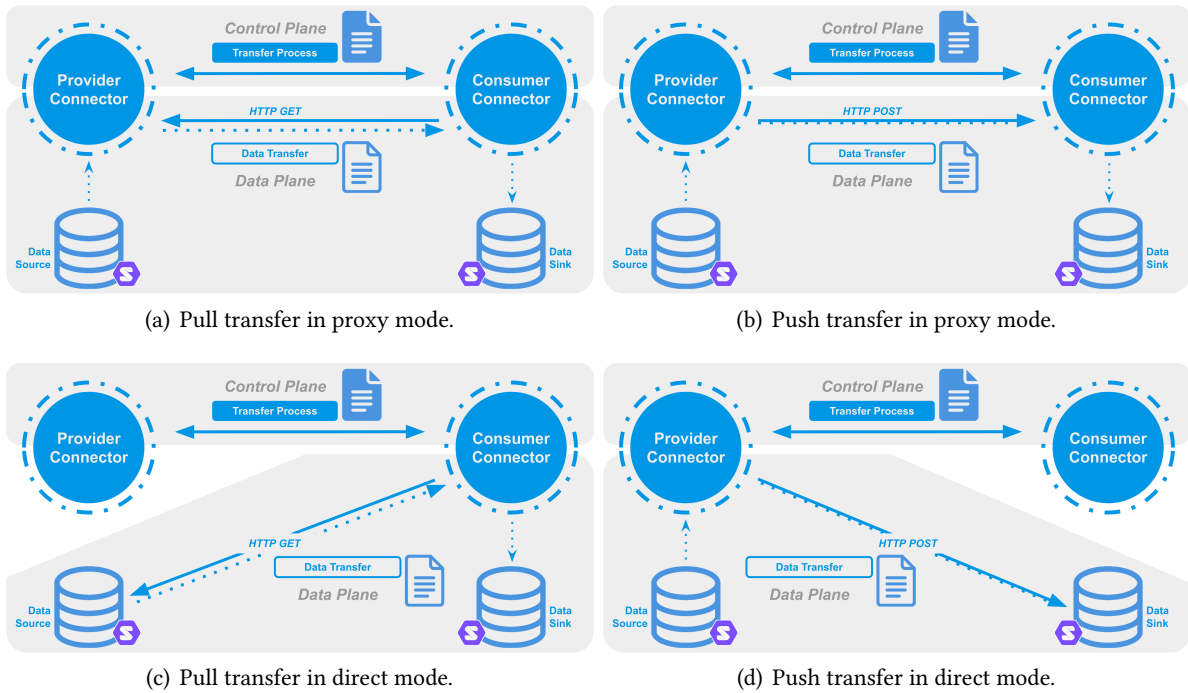 Control Plane
Transfer Process
Provider
Connector
Consumer
Connector
HTTP GET
Data Transfer
Data Plane
Data
Source
Data
Sink
(a) Pull transfer in proxy mode.
Control Plane
Transfer Process
Provider
Connector
Consumer
Connector
HTTP POST
Data Transfer
Data Plane
Data
Source
Data
Sink
(b) Push transfer in proxy mode.
Control Plane
Transfer Process
Provider
Connector
Consumer
Connector
HTTP GET
Data Transfer
Data Plane
Data
Source
Data
Sink
(c) Pull transfer in direct mode.
Control Plane
Transfer Process
Provider
Connector
Consumer
Connector
HTTP POST
Data Transfer
Data Plane
Data
Source
Data
Sink
(d) Push transfer in direct mode.